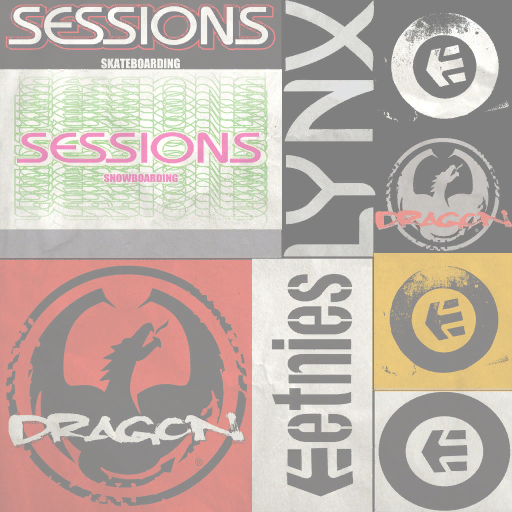 SESSIONS
SKATEBOARDING
SESSIONS
SNOWBOARDING
LYNX
DRAGON
DRAGON
®
etnies